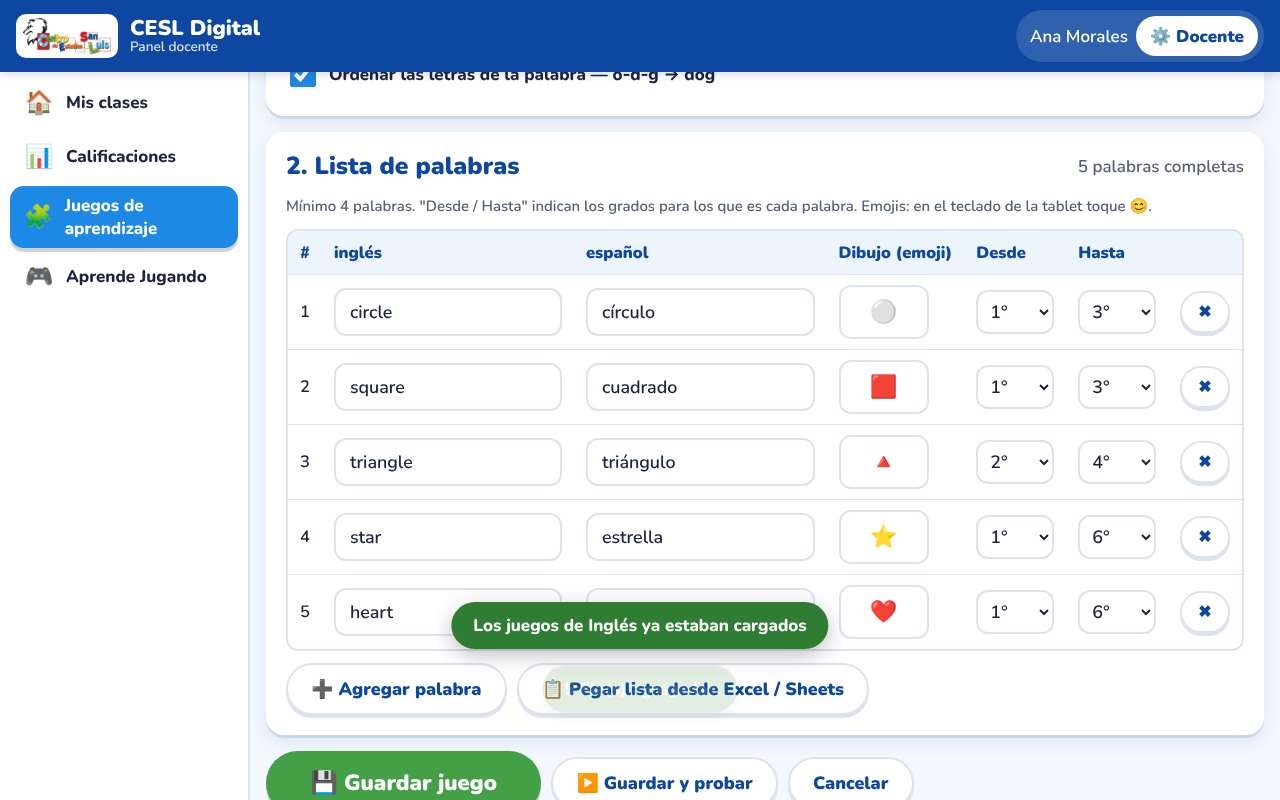 Centro de Estudios San Luis
CESL Digital
Panel docente
Ana Morales
⚙️ Docente
🏠 Mis clases
📊 Calificaciones
🧩 Juegos de
aprendizaje
🎮 Aprende Jugando
Ordenar las letras de la palabra — o-d-g → dog
2. Lista de palabras
5 palabras completas
Mínimo 4 palabras. "Desde / Hasta" indican los grados para los que es cada palabra. Emojis: en el teclado de la tablet toque 😊.
# inglés español Dibujo (emoji) Desde Hasta
1 circle círculo ⚪ 1° 3° ✖
2 square cuadrado 🟥 1° 3° ✖
3 triangle triángulo 🔺 2° 4° ✖
4 star estrella ⭐ 1° 6° ✖
5 heart ❤️ 1° 6° ✖
Los juegos de Inglés ya estaban cargados
➕ Agregar palabra
📋 Pegar lista desde Excel / Sheets
💾 Guardar juego
▶️ Guardar y probar
Cancelar